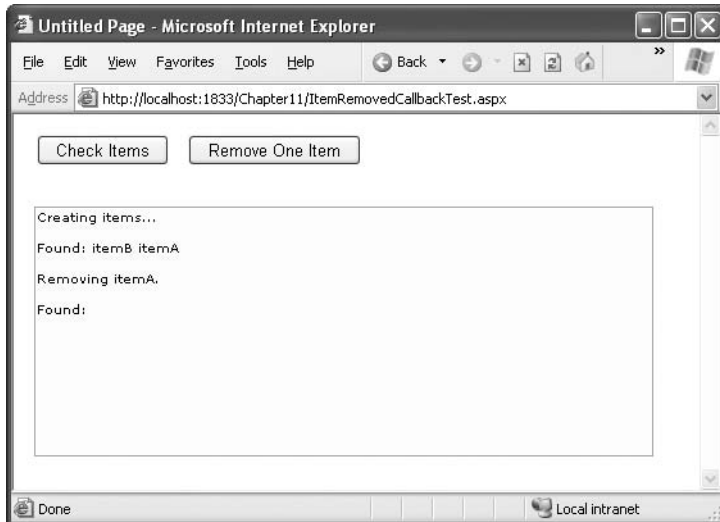 Untitled Page - Microsoft Internet Explorer
File Edit View Favorites Tools Help Back »
Address http://localhost:1833/Chapter11/ItemRemovedCallbackTest.aspx
Check Items Remove One Item
Creating items...
Found: itemB itemA
Removing itemA.
Found:
Done Local intranet